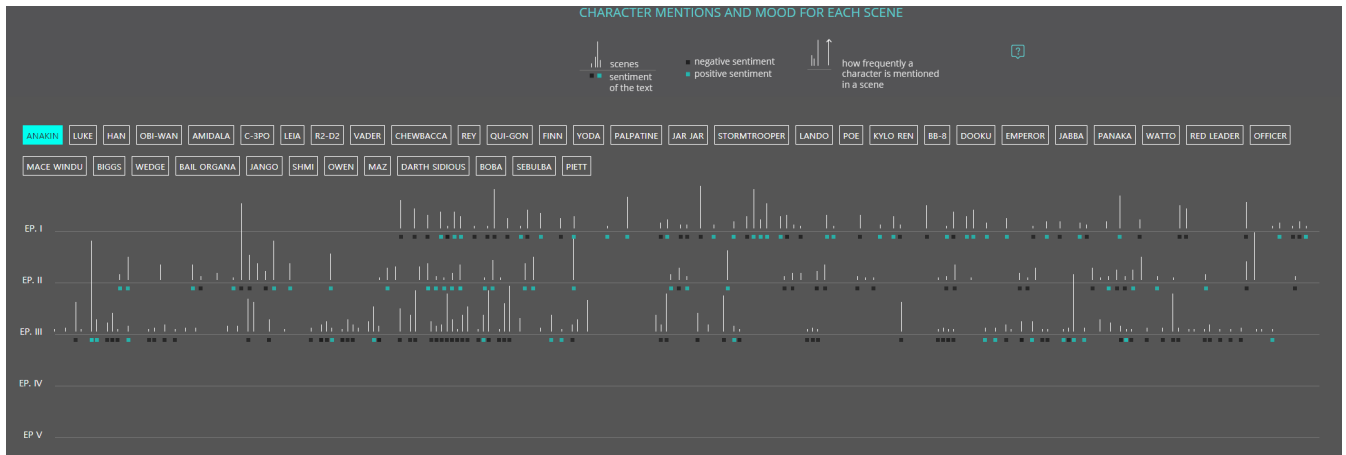 CHARACTER MENTIONS AND MOOD FOR EACH SCENE
scenes
sentiment
of the text
negative sentiment
positive sentiment
how frequently a
character is mentioned
in a scene
?
ANAKIN LUKE HAN OBI-WAN AMIDALA C-3PO LEIA R2-D2 VADER CHEWBACCA REY QUI-GON FINN YODA PALPATINE JAR JAR STORMTROOPER LANDO POE KYLO REN BB-8 DOOKU EMPEROR JABBA PANAKA WATTO RED LEADER OFFICER
MACE WINDU BIGGS WEDGE BAIL ORGANA JANGO SHMI OWEN MAZ DARTH SIDIOUS BOBA SEBULBA PIETT
EP. I
EP. II
EP. III
EP. IV
EP V